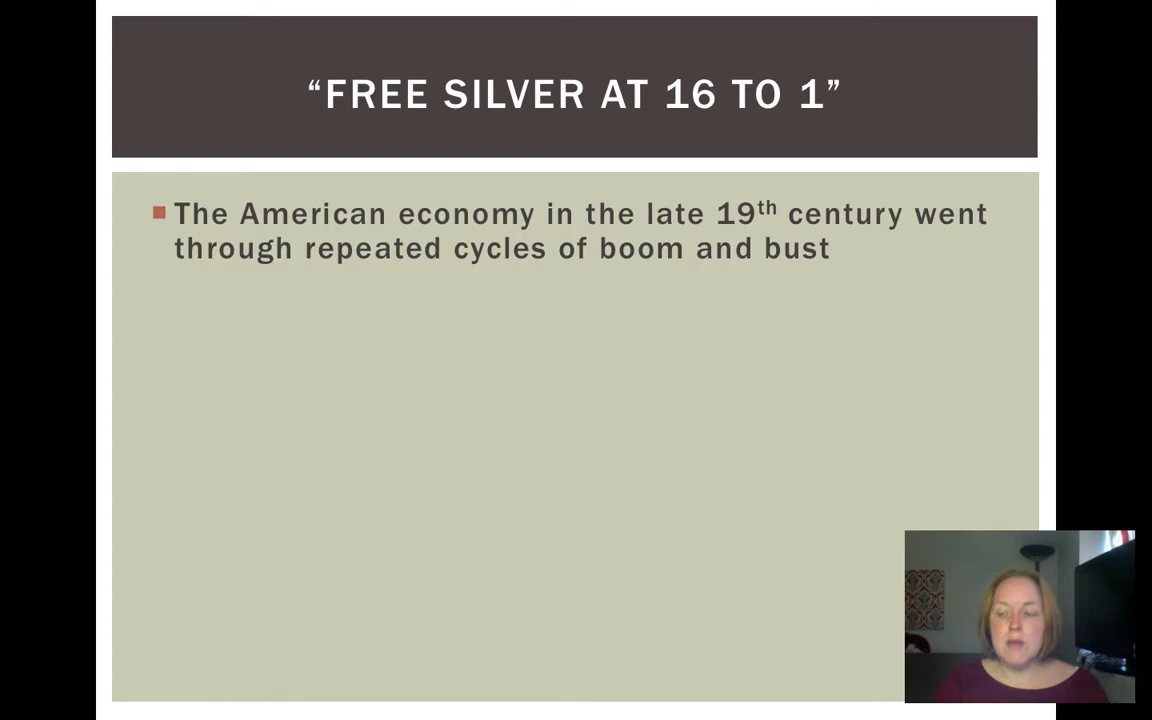 “FREE SILVER AT 16 TO 1”
The American economy in the late 19th century went
through repeated cycles of boom and bust